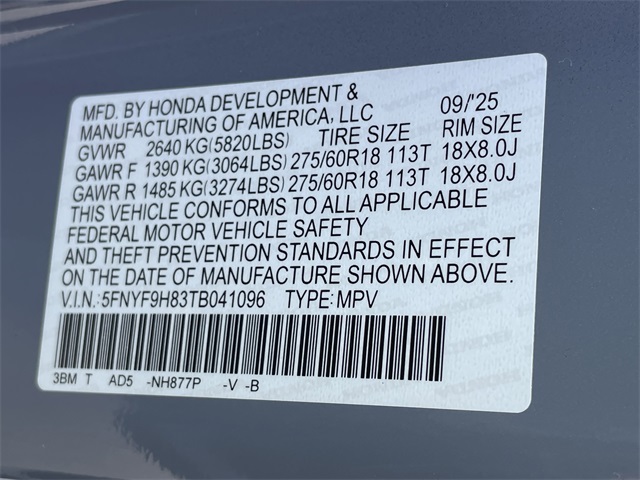 MFD. BY HONDA DEVELOPMENT &
MANUFACTURING OF AMERICA, LLC 09/'25
GVWR 2640 KG(5820LBS) TIRE SIZE RIM SIZE
GAWR F 1390 KG(3064LBS) 275/60R18 113T 18X8.0J
GAWR R 1485 KG(3274LBS) 275/60R18 113T 18X8.0J
THIS VEHICLE CONFORMS TO ALL APPLICABLE
FEDERAL MOTOR VEHICLE SAFETY
AND THEFT PREVENTION STANDARDS IN EFFECT
ON THE DATE OF MANUFACTURE SHOWN ABOVE.
V.I.N.:5FNYF9H83TB041096 TYPE:MPV
3BM T AD5 -NH877P -V -B